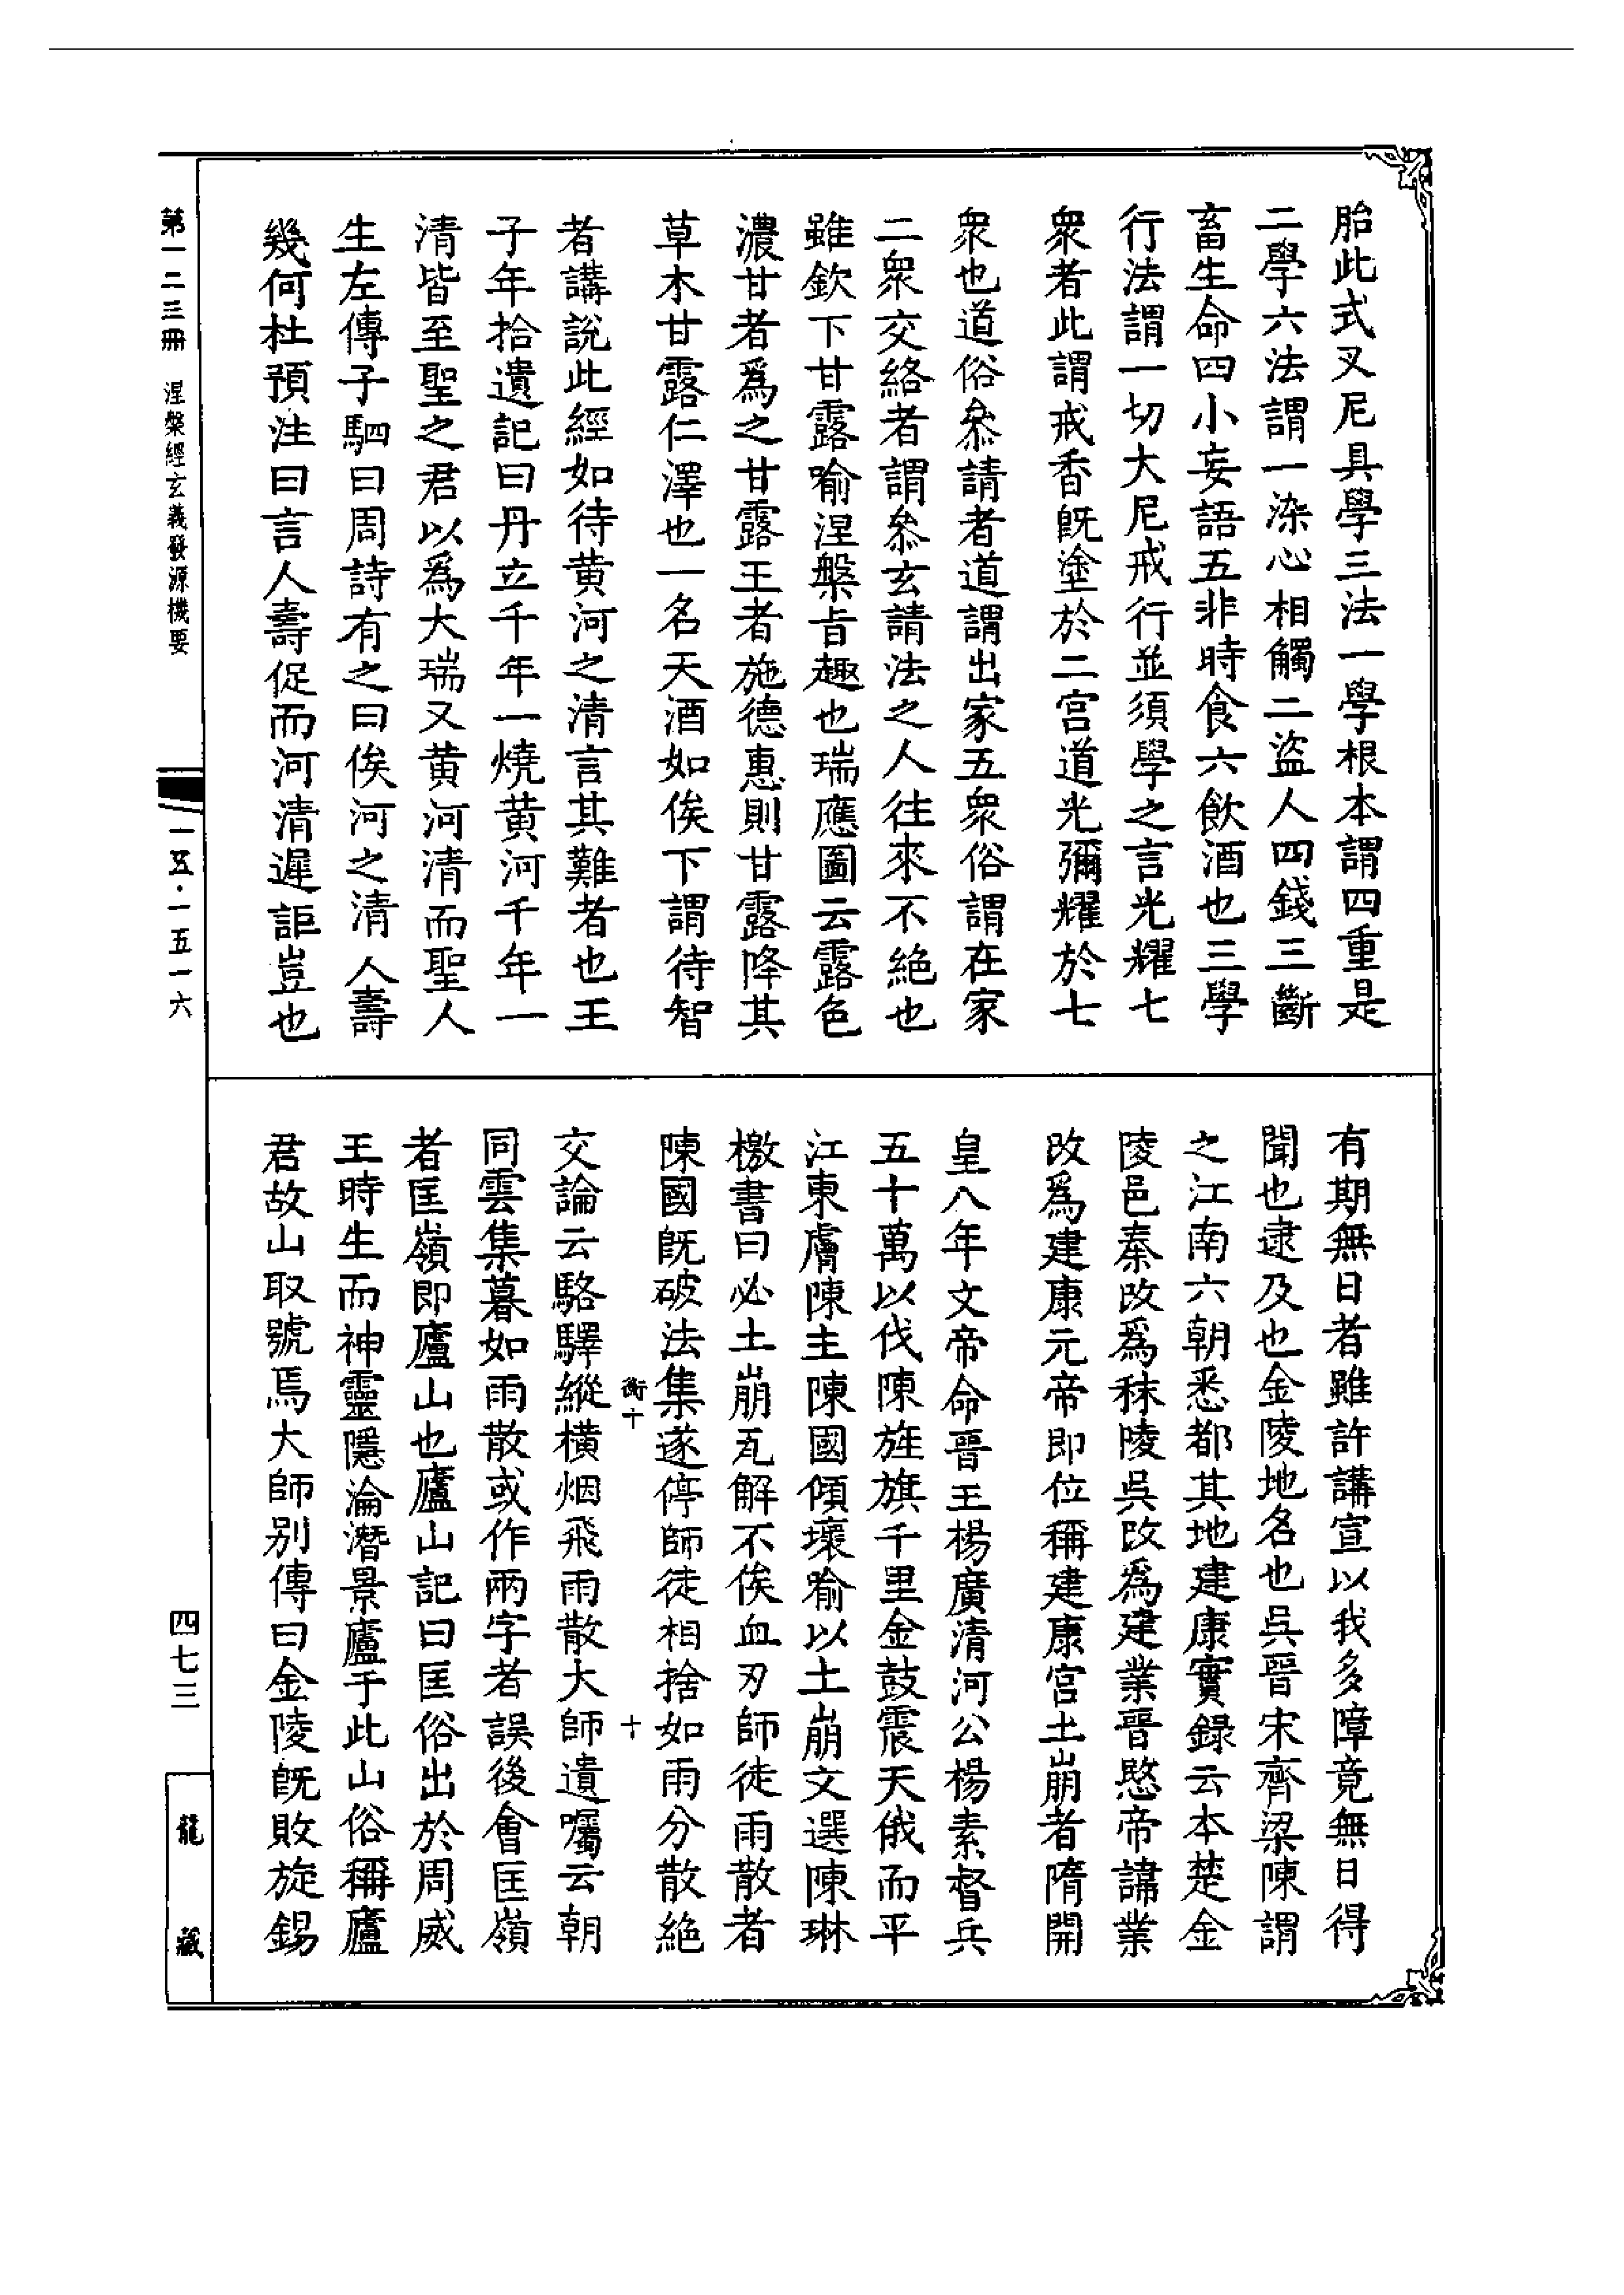 胎此式叉尼具學三法一學根本謂四重是
二學六法謂一染心相觸二盜人四錢三斷
畜生命四小妄語五非時食六飲酒也三學
行法謂一切大尼戒行並須學之言光耀七
衆者此謂戒香旣塗於二宫道光彌耀於七
衆也道俗叅請者道謂出家五衆俗謂在家
二衆交絡者謂叅玄請法之人往來不絶也
雖欽下甘露喻涅槃旨趣也瑞應圖云露色
濃甘者爲之甘露王者施德惠則甘露降其
草木甘露仁澤也一名天酒如俟下謂待智
者講說此經如待黄河之清言其難者也王
子年拾遺記曰丹立千年一燒黄河千年一
清皆至聖之君以爲大瑞又黄河清而聖人
生左傳子駟曰周詩有之曰俟河之清人壽
幾何杜預注曰言人壽促而河清遲詎豈也
有期無日者雖許講宣以我多障竟無日得
聞也逮及也金陵地名也吳晉宋齊梁陳謂
之江南六朝悉都其地建康實録云本楚金
陵邑秦改爲秣陵吳改爲建業晉愍帝諱業
改爲建康元帝即位稱建康宫土崩者隋開
皇八年文帝命晉王楊廣清河公楊素督兵
五十萬以伐陳旌旗千里金鼓震天俄而平
江東膚陳主陳國傾壞喻以土崩文選陳琳
檄書曰必土崩瓦解不俟血刃師徒雨散者
陳國旣破法集遂停師徒相捨如雨分散絶
衡十 十
交論云駱驛縱横烟飛雨散大師遺囑云朝
同雲集暮如雨散或作兩字者誤後會匡嶺
者匡嶺即廬山也廬山記曰匡俗出於周威
王時生而神靈隱淪潛景廬于此山俗稱廬
君故山取號焉大師别傳曰金陵旣敗旋錫
第一二三冊 涅槃經玄義發源機要
一五·一五一六
四七三
龍藏